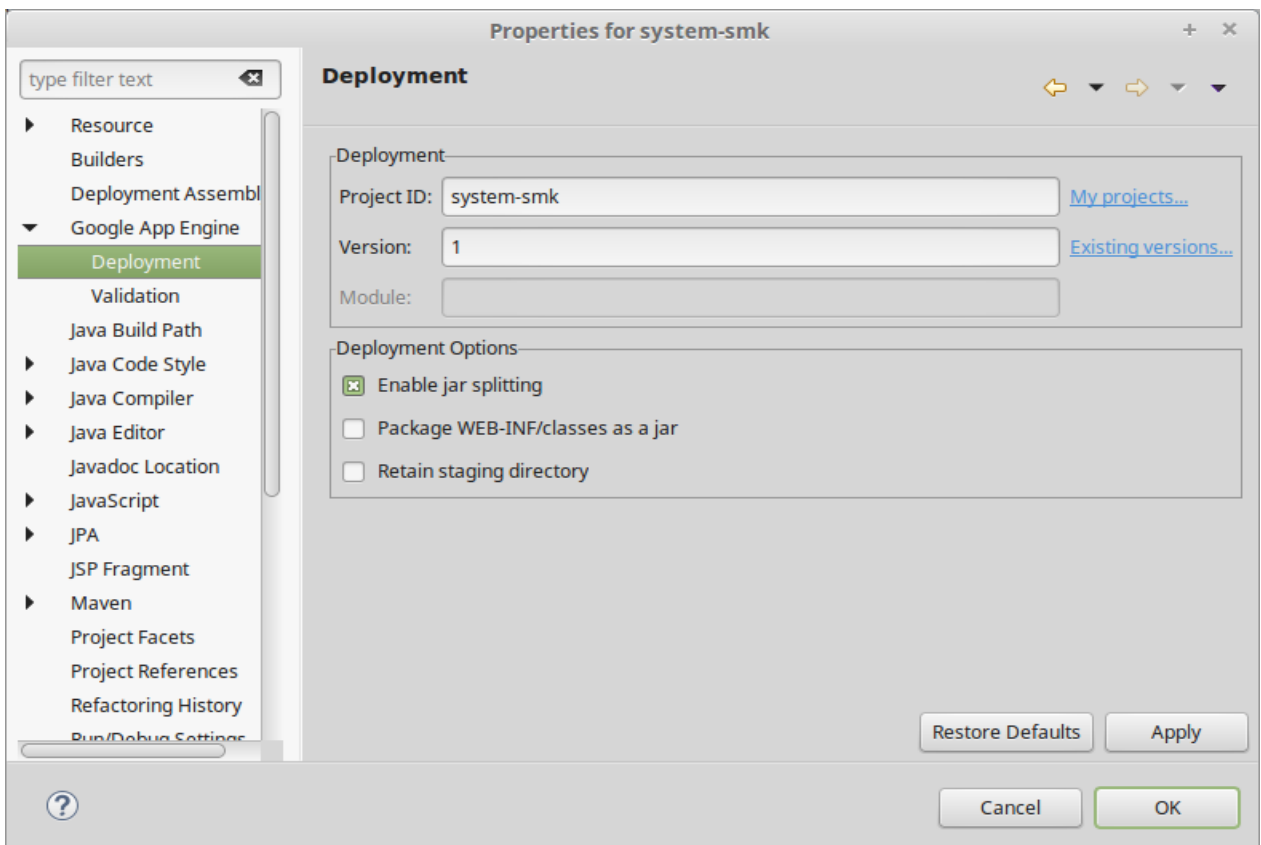 Properties for system-smk
type filter text
Resource
Builders
Deployment Assembl
Google App Engine
Deployment
Validation
Java Build Path
Java Code Style
Java Compiler
Java Editor
Javadoc Location
JavaScript
JPA
JSP Fragment
Maven
Project Facets
Project References
Refactoring History
Run/Debug Settings
Deployment
Deployment
Project ID: system-smk My projects...
Version: 1 Existing versions...
Module:
Deployment Options
Enable jar splitting
Package WEB-INF/classes as a jar
Retain staging directory
Restore Defaults Apply
Cancel OK